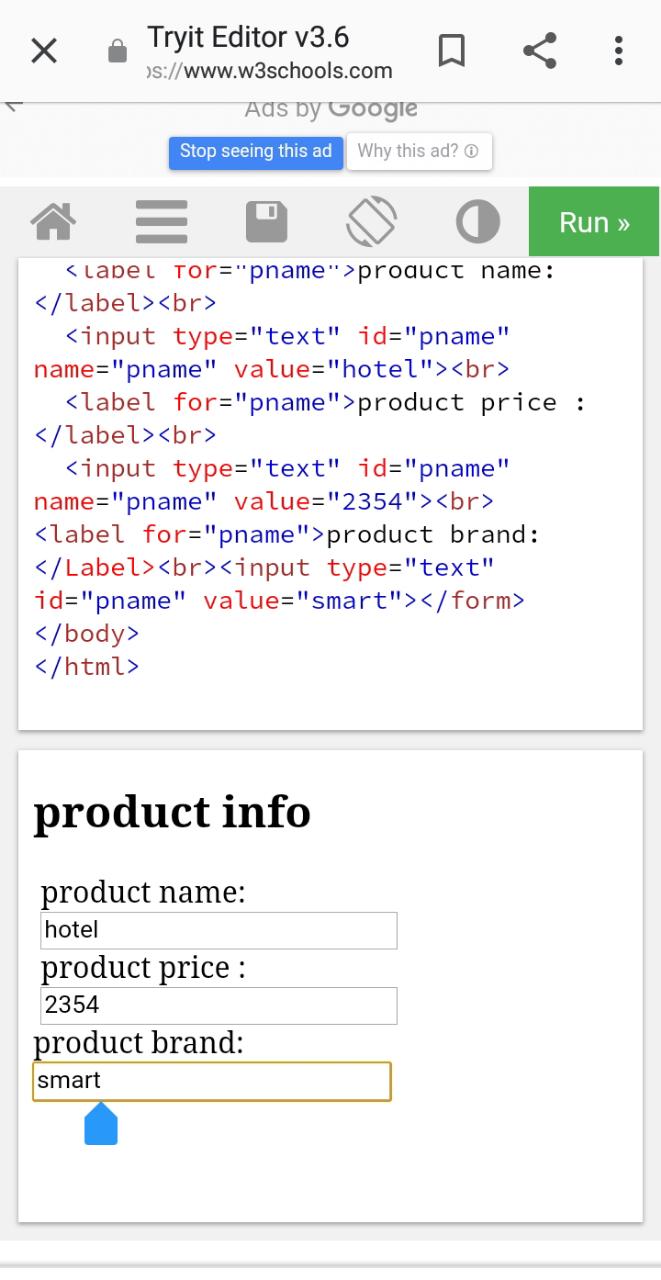 Tryit Editor v3.6
os://www.w3schools.com
Ads by Google
Stop seeing this ad Why this ad?
Run »
<label for="pname">product name:
</label><br>
<input type="text" id="pname"
name="pname" value="hotel"><br>
<label for="pname">product price :
</label><br>
<input type="text" id="pname"
name="pname" value="2354"><br>
<label for="pname">product brand:
</Label><br><input type="text"
id="pname" value="smart"></form>
</body>
</html>
product info
product name:
hotel
product price :
2354
product brand:
smart